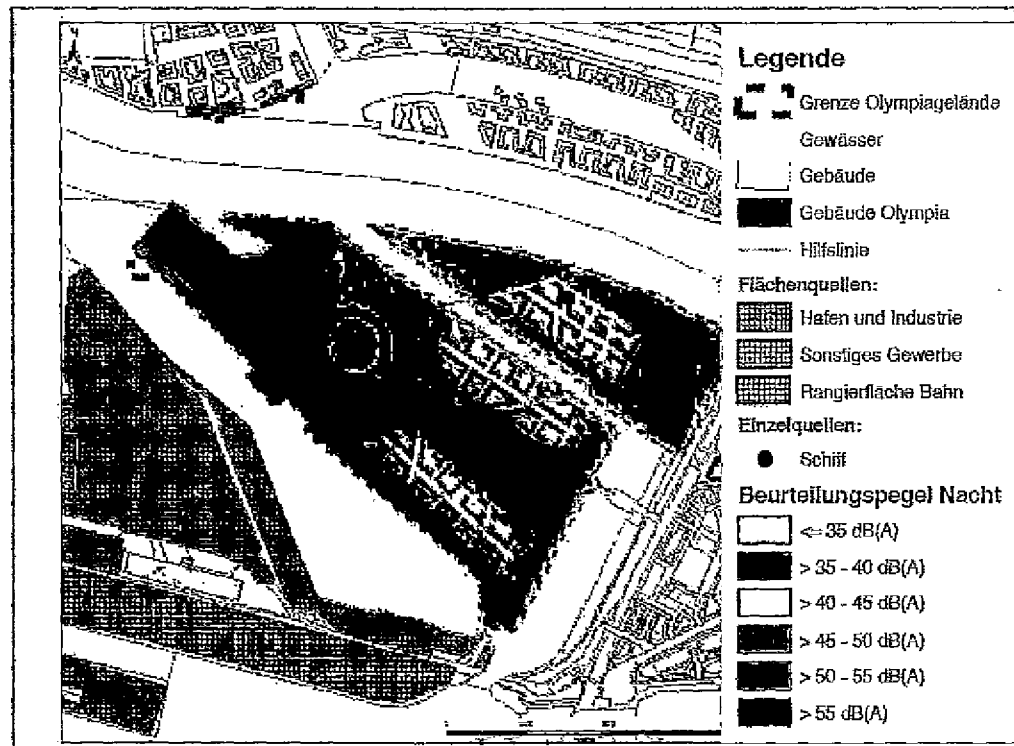 Legende
Grenze Olympiagelände
Gewässer
Gebäude
Gebäude Olympia
Hilfslinie
Flächenquellen:
Hafen und Industrie
Sonstiges Gewerbe
Rangierfläche Bahn
Einzelquellen:
Schiff
Beurteilungspegel Nacht
<=35 dB(A)
> 35 - 40 dB(A)
> 40 - 45 dB(A)
> 45 - 50 dB(A)
> 50 - 55 dB(A)
> 55 dB(A)